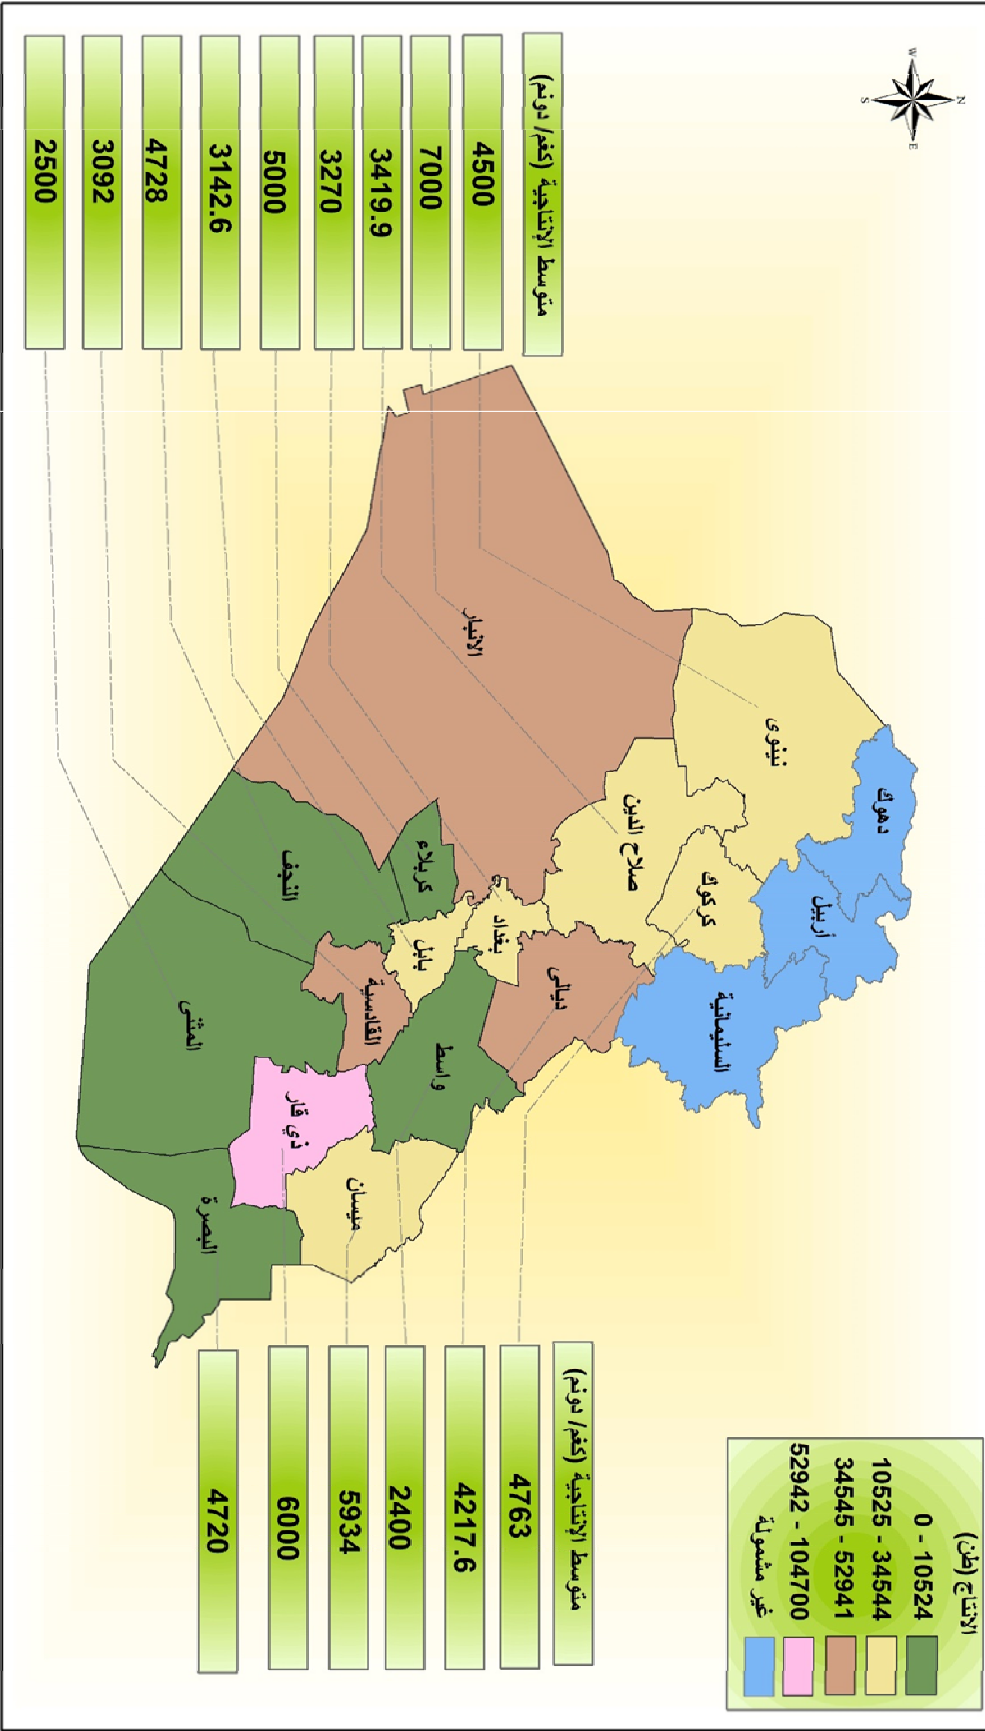 N
W
E
S
الانتاج (طن)
0 - 10524
10525 - 34544
34545 - 52941
52942 - 104700
غير مشمولة
متوسط الإنتاجية (كغم/ دونم)
4500
7000
3419.9
3270
5000
3142.6
4728
3092
2500
دهوك
نينوى
أربيل
كركوك
السليمانية
صلاح الدين
ديالى
الانبار
بغداد
كربلاء
بابل
واسط
النجف
القادسية
ميسان
المثنى
ذي قار
البصرة
متوسط الإنتاجية (كغم/ دونم)
4763
4217.6
2400
5934
6000
4720